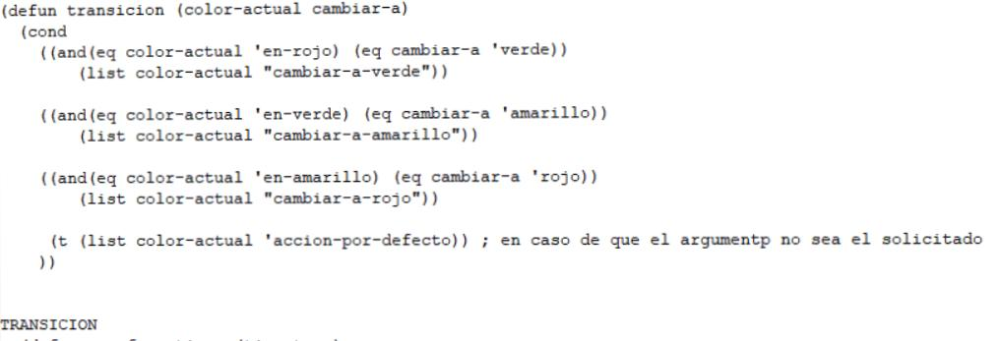 (defun transicion (color-actual cambiar-a)
(cond
((and(eq color-actual 'en-rojo) (eq cambiar-a 'verde))
(list color-actual "cambiar-a-verde"))
((and(eq color-actual 'en-verde) (eq cambiar-a 'amarillo))
(list color-actual "cambiar-a-amarillo"))
((and(eq color-actual 'en-amarillo) (eq cambiar-a 'rojo))
(list color-actual "cambiar-a-rojo"))
(t (list color-actual 'accion-por-defecto)) ; en caso de que el argumentp no sea el solicitado
))
TRANSICION